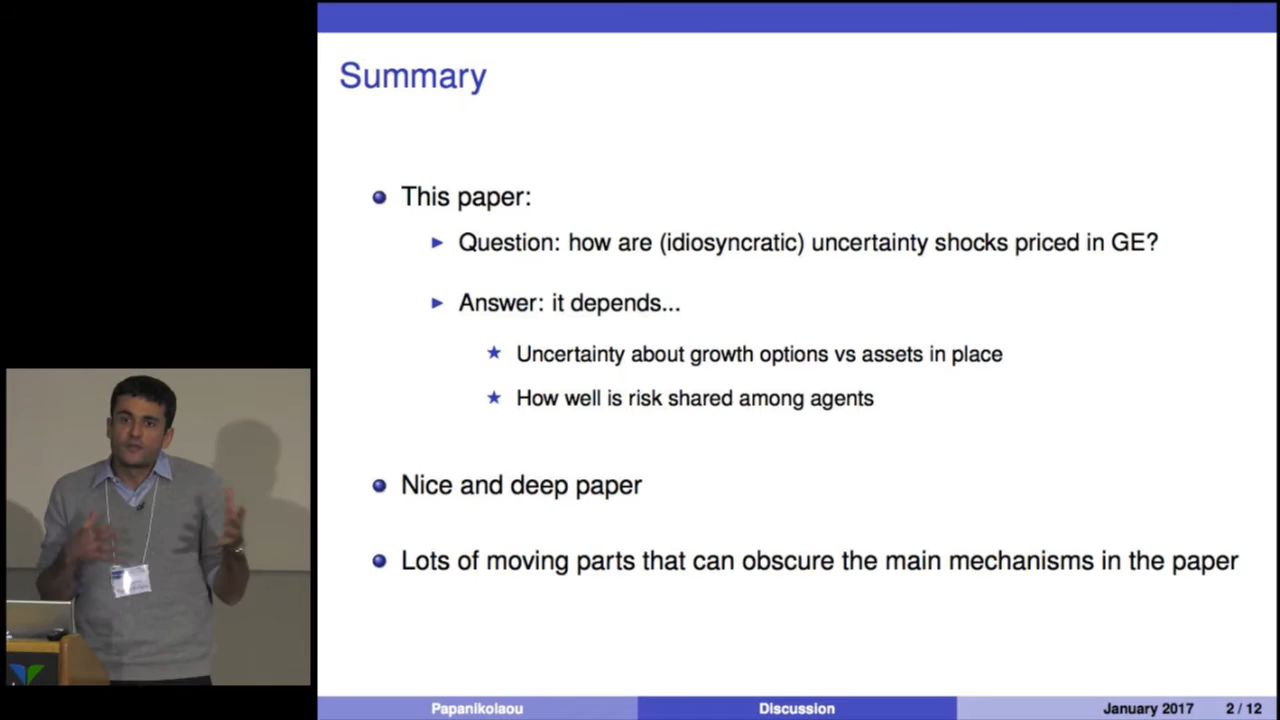 Summary
This paper:
Question: how are (idiosyncratic) uncertainty shocks priced in GE?
Answer: it depends...
Uncertainty about growth options vs assets in place
How well is risk shared among agents
Nice and deep paper
Lots of moving parts that can obscure the main mechanisms in the paper
Papanikolaou
Discussion
January 2017
2 / 12